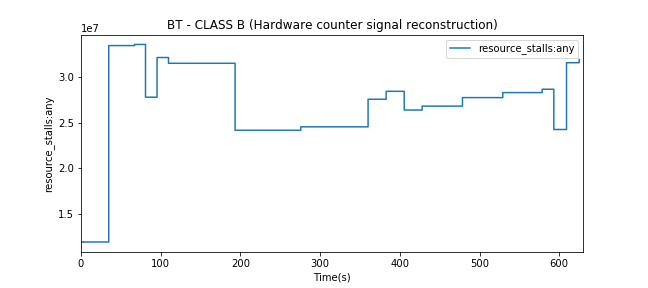 BT - CLASS B (Hardware counter signal reconstruction)
1e7
resource_stalls:any
3.0
2.5
2.0
1.5
resource_stalls:any
0
100
200
300
400
500
600
Time(s)